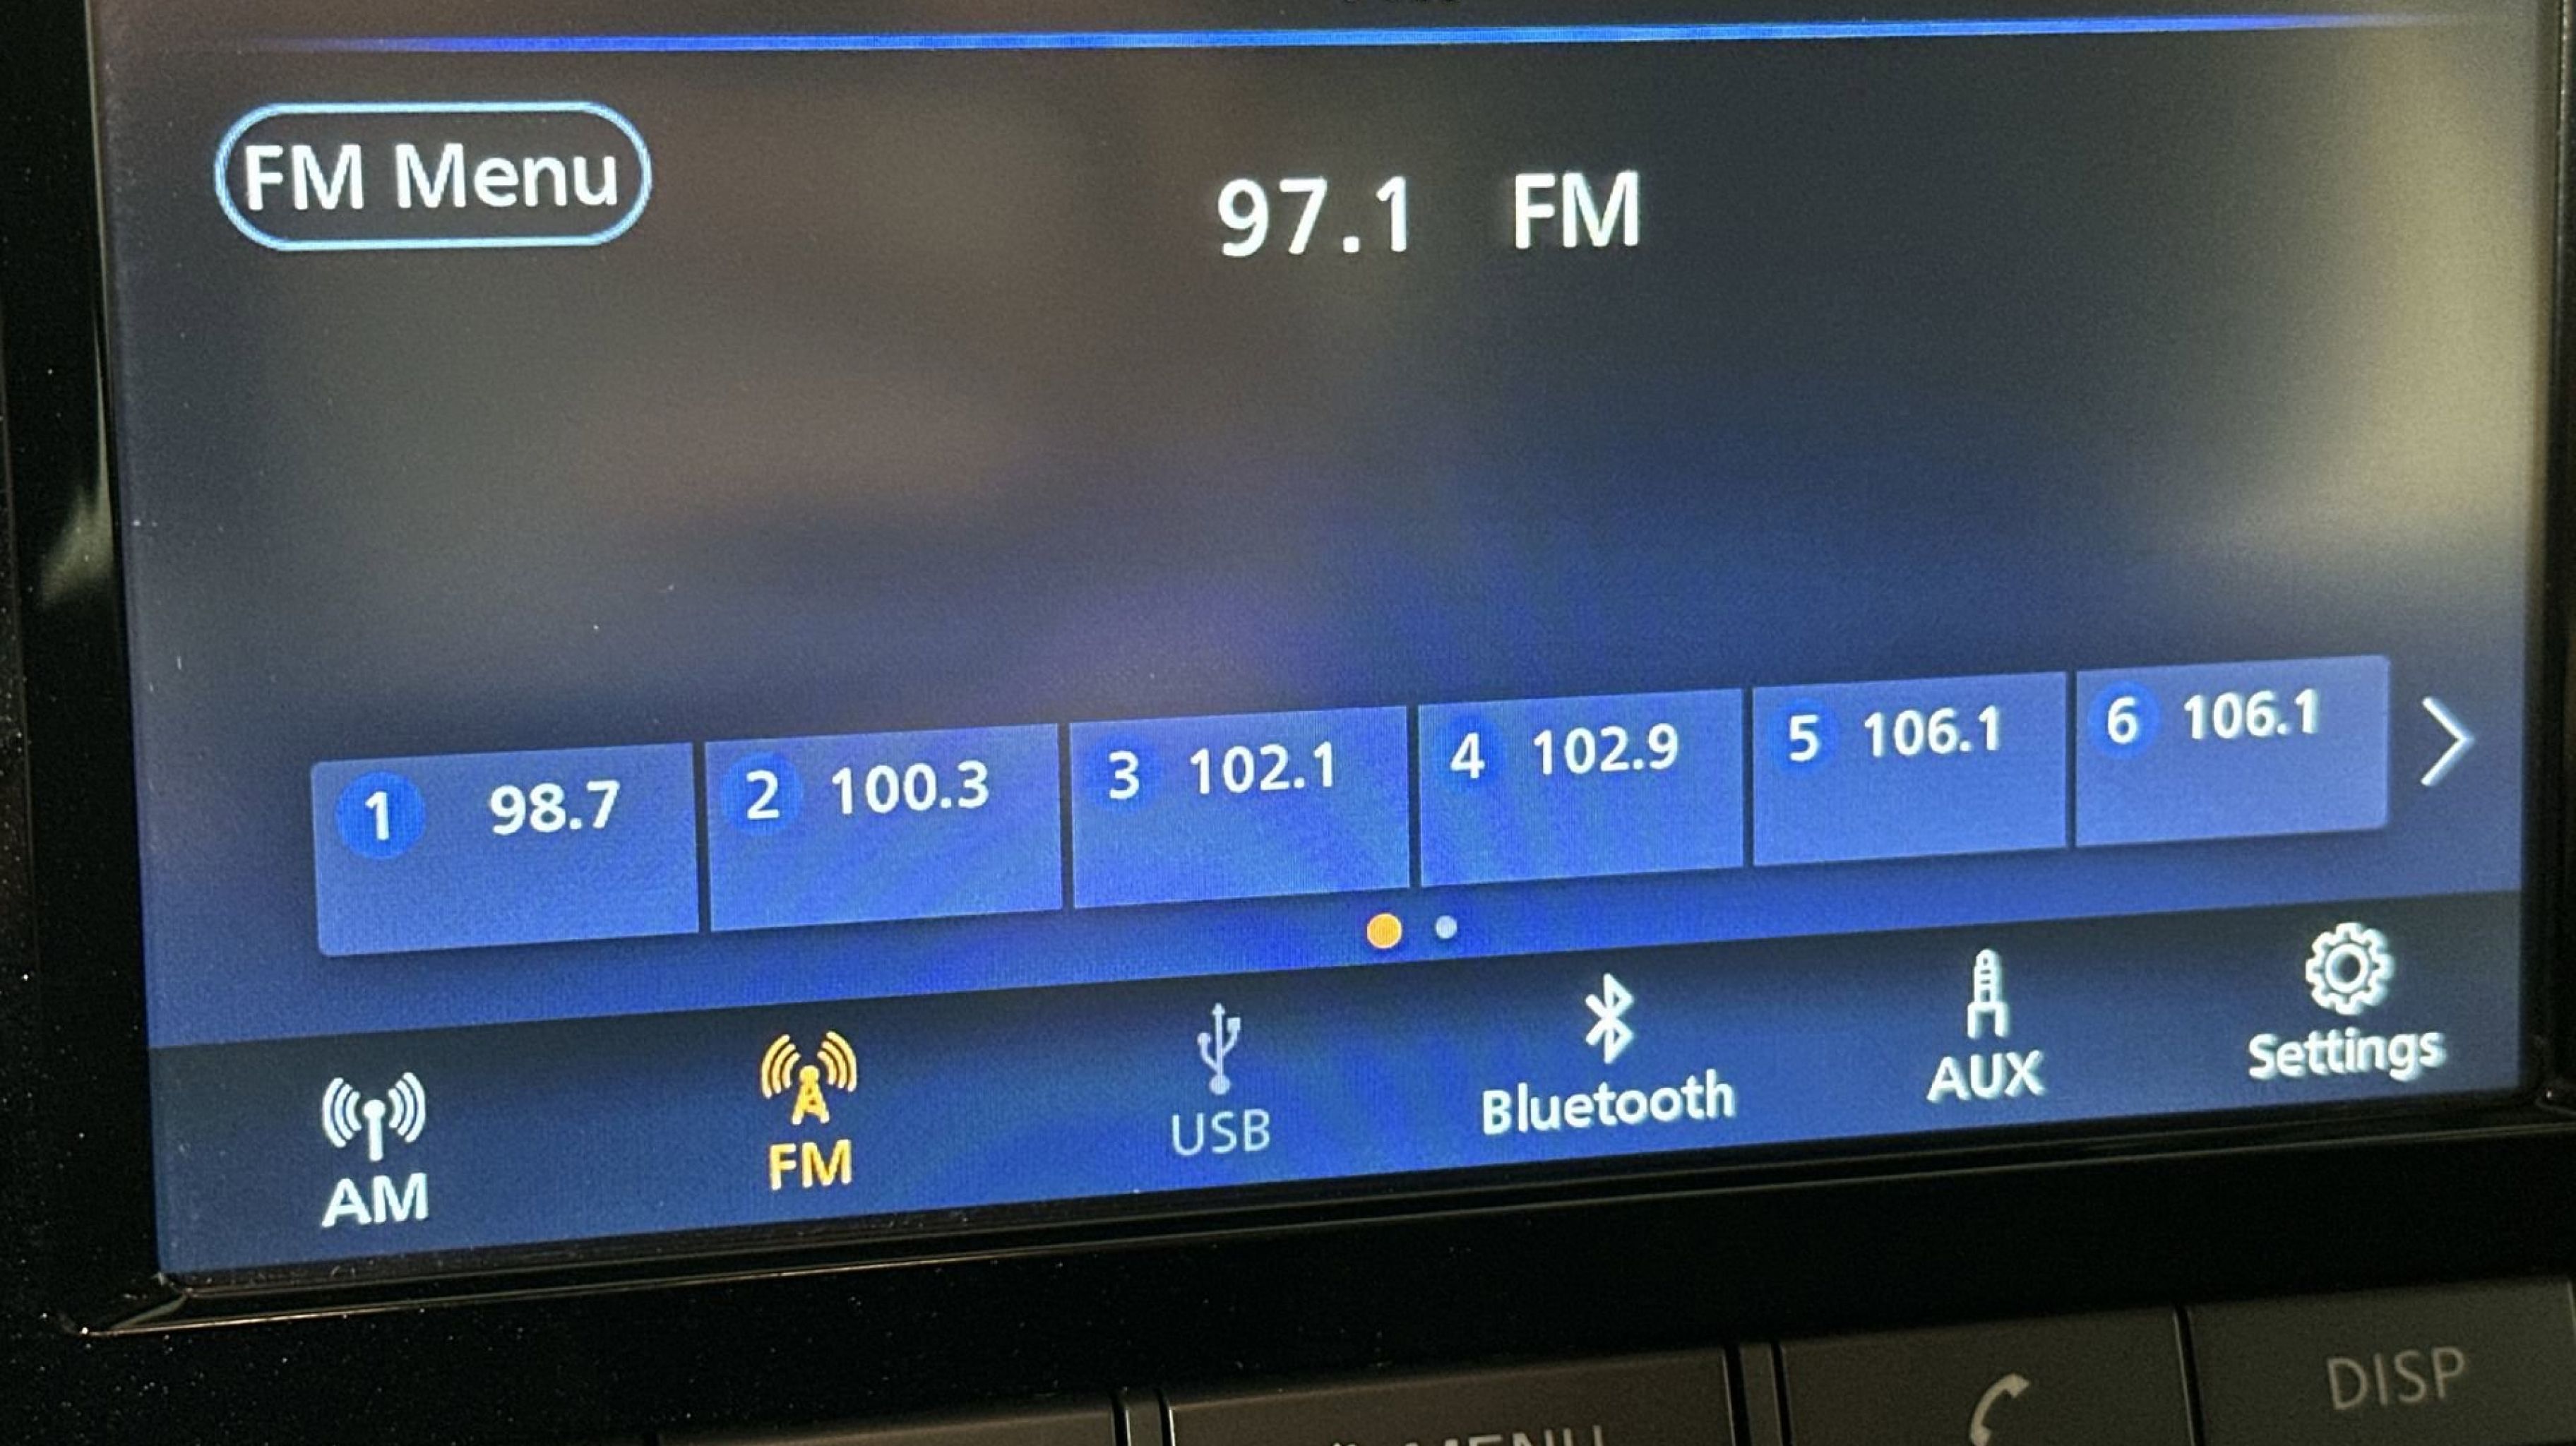 FM Menu
97.1 FM
1 98.7
2 100.3
3 102.1
4 102.9
5 106.1
6 106.1
AM
FM
USB
Bluetooth
AUX
Settings
MENU
DISP